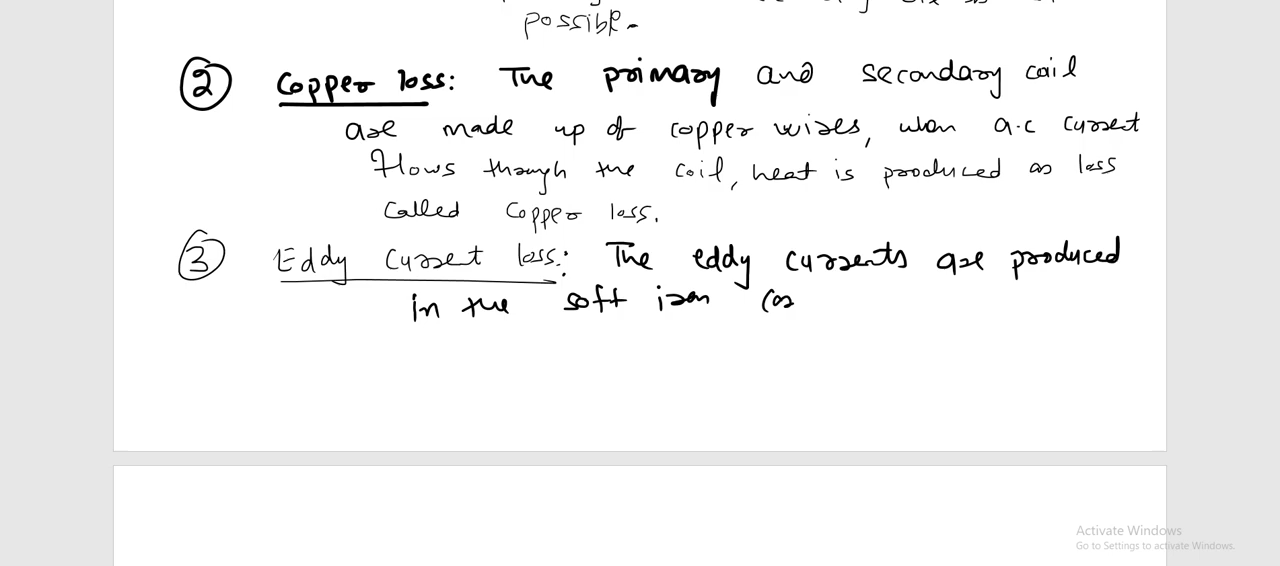 possible.
② Copper loss: The primary and secondary coil
are made up of copper wires, when a.c current
flows though the coil, heat is produced as loss
called Copper loss.
③ Eddy current loss: The eddy currents are produced
in the soft iron co
Activate Windows
Go to Settings to activate Windows.